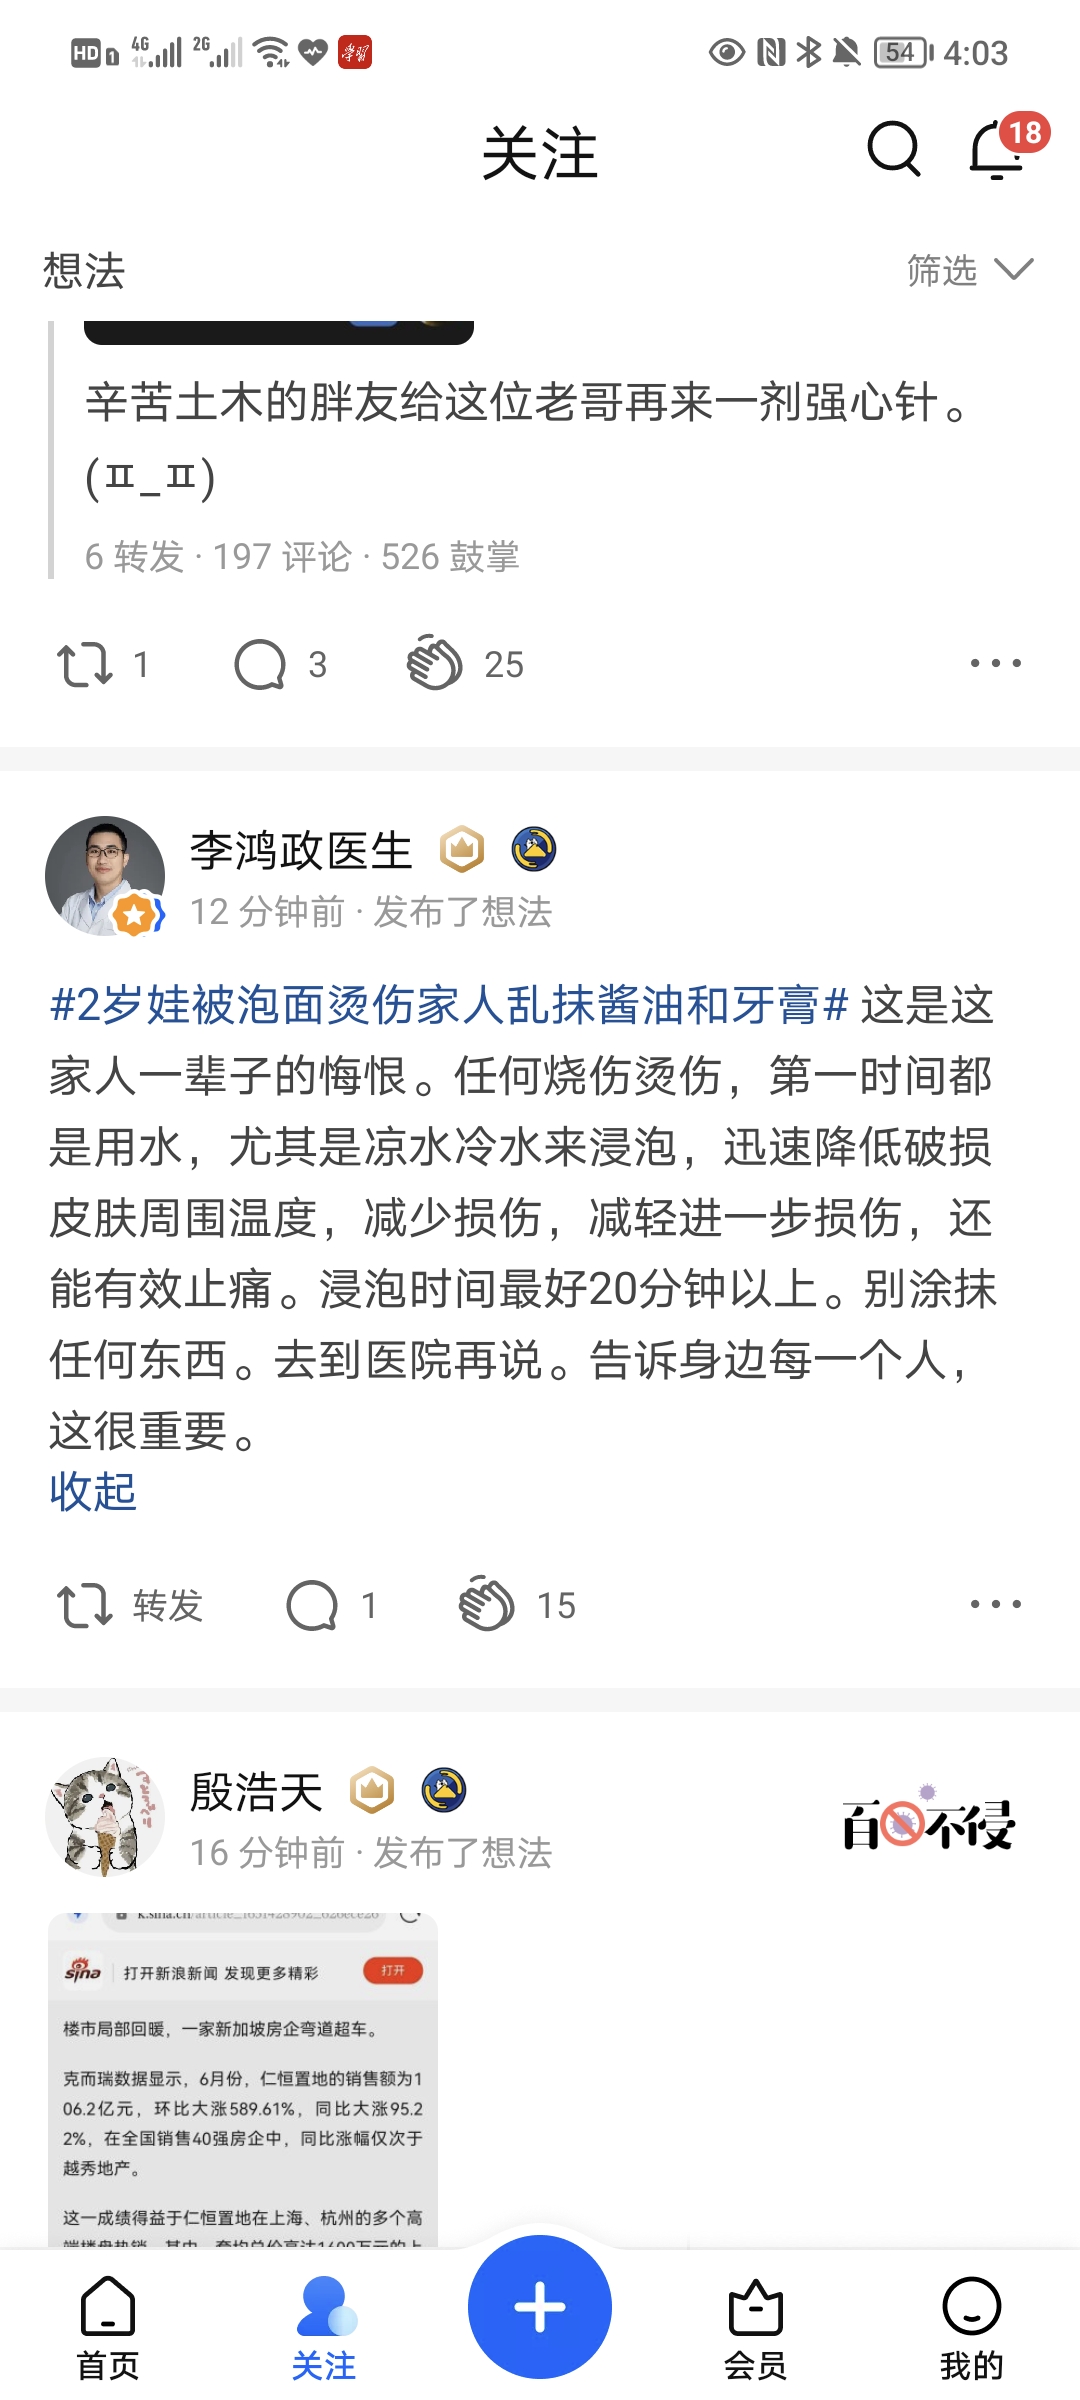 HD 1 4G 2G 学习 54 4:03
关注 18
想法 筛选
辛苦土木的胖友给这位老哥再来一剂强心针。
(ㅍ_ㅍ)
6 转发 · 197 评论 · 526 鼓掌
1 3 25
李鸿政医生
12 分钟前 · 发布了想法
#2岁娃被泡面烫伤家人乱抹酱油和牙膏# 这是这
家人一辈子的悔恨。任何烧伤烫伤，第一时间都
是用水，尤其是凉水冷水来浸泡，迅速降低破损
皮肤周围温度，减少损伤，减轻进一步损伤，还
能有效止痛。浸泡时间最好20分钟以上。别涂抹
任何东西。去到医院再说。告诉身边每一个人，
这很重要。
收起
转发 1 15
殷浩天
16 分钟前 · 发布了想法
百不侵
sina 打开新浪新闻 发现更多精彩 打开
楼市局部回暖，一家新加坡房企弯道超车。
克而瑞数据显示，6月份，仁恒置地的销售额为1
06.2亿元，环比大涨589.61%，同比大涨95.2
2%，在全国销售40强房企中，同比涨幅仅次于
越秀地产。
这一成绩得益于仁恒置地在上海、杭州的多个高
首页 关注 会员 我的